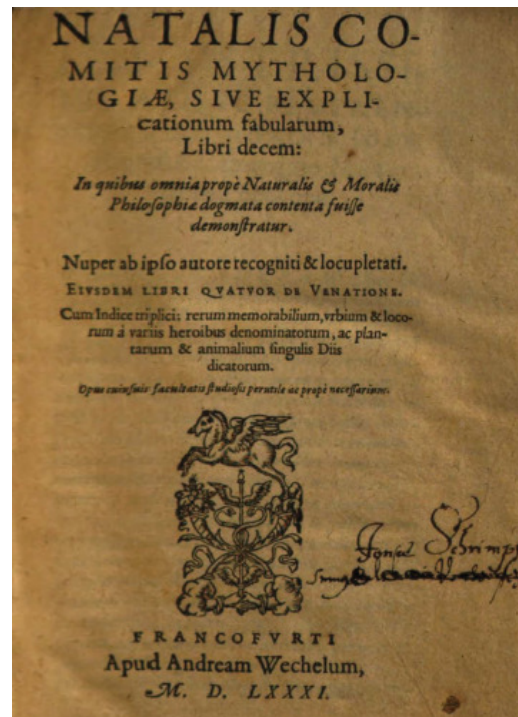 NATALIS CO-
MITIS MYTHOLO-
GIÆ, SIVE EXPLI-
cationum fabularum,
Libri decem:
In quibus omnia propè Naturalis & Moralis
Philosophiæ dogmata contenta fuiſſe
demonſtratur.
Nuper ab ipſo autore recogniti & locupletati.
EIVSDEM LIBRI QVATVOR DE VENATIONE.
Cum Indice triplici; rerum memorabilium, vrbium & loco-
rum à variis heroibus denominatorum, ac plan-
tarum & animalium ſingulis Diis
dicatorum.
Opus cuiuſuis facultatis ſtudioſis perutile ac propè neceſſarium.
Schrimpf
FRANCOFVRTI
Apud Andream Wechelum,
M. D. LXXXI.